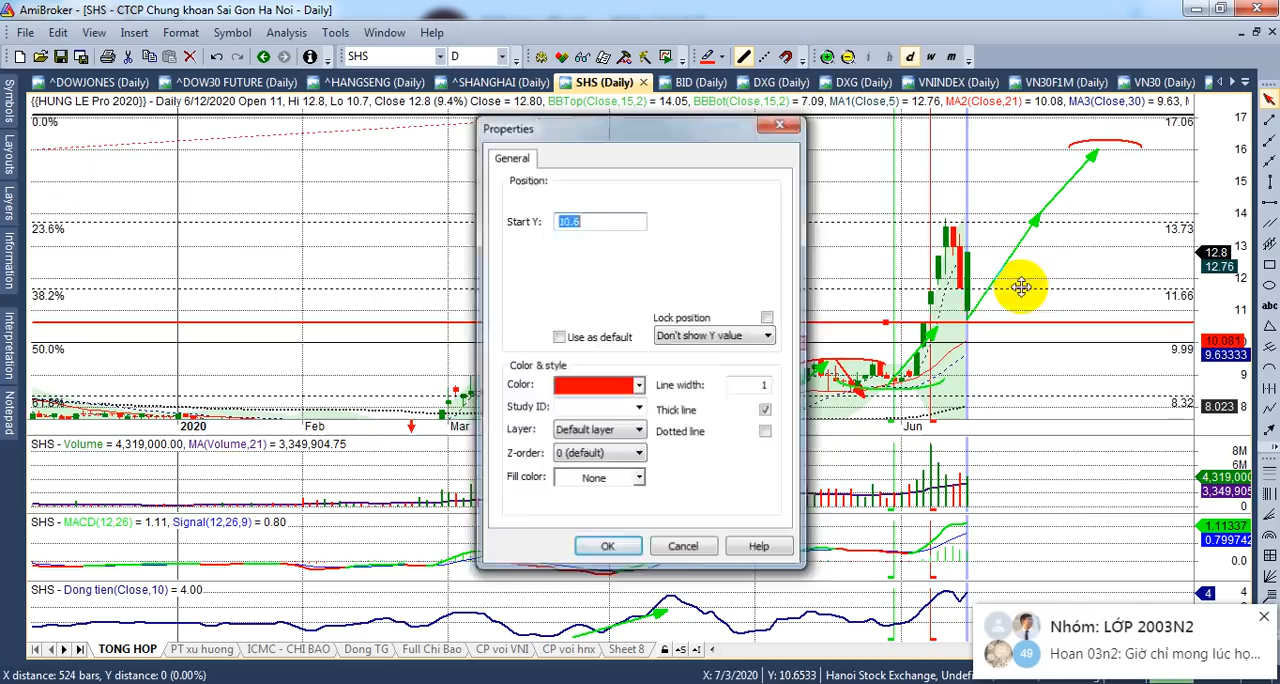 AmiBroker - [SHS - CTCP Chung khoan Sai Gon Ha Noi - Daily]
File Edit View Insert Format Symbol Analysis Tools Window Help
SHS D
i h d w m
^DOWJONES (Daily) ^DOW30 FUTURE (Daily) ^HANGSENG (Daily) ^SHANGHAI (Daily) SHS (Daily) BID (Daily) DXG (Daily) DXG (Daily) VNINDEX (Daily) VN30F1M (Daily) VN30 (Daily)
{{HUNG LE Pro 2020}} - Daily 6/12/2020 Open 11, Hi 12.8, Lo 10.7, Close 12.8 (9.4%) Close = 12.80, BBTop(Close,15,2) = 14.05, BBBot(Close,15,2) = 7.09, MA1(Close,5) = 12.76, MA2(Close,21) = 10.08, MA3(Close,30) = 9.63, M
Symbols
Layouts
Layers
Information
Interpretation
Notepad
0.0%
23.6%
38.2%
50.0%
17.06
13.73
11.66
9.99
8.32
17
16
15
14
13
12
11
9
8
12.8
12.76
10.081
9.63333
8.023
2020 Feb Mar Jun
Properties
General
Position:
Start Y: 10.6
Lock position
Use as default Don't show Y value
Color & style
Color: Line width: 1
Study ID: Thick line
Layer: Default layer Dotted line
Z-order: 0 (default)
Fill color: None
OK Cancel Help
SHS - Volume = 4,319,000.00, MA(Volume,21) = 3,349,904.75
8M
6M
4,319,000
3,349,905
0
SHS - MACD(12,26) = 1.11, Signal(12,26,9) = 0.80
1.11337
0.799742
0.0
SHS - Dong tien(Close,10) = 4.00
4
4
TONG HOP PT xu huong ICMC - CHI BAO Dong TG Full Chi Bao CP voi VNI CP voi hnx Sheet 8
Nhóm: LỚP 2003N2
49
Hoan 03n2: Giờ chỉ mong lúc họ...
X distance: 524 bars, Y distance: 0 (0.00%) X: 7/3/2020 | Y: 10.6533 Hanoi Stock Exchange, Undef